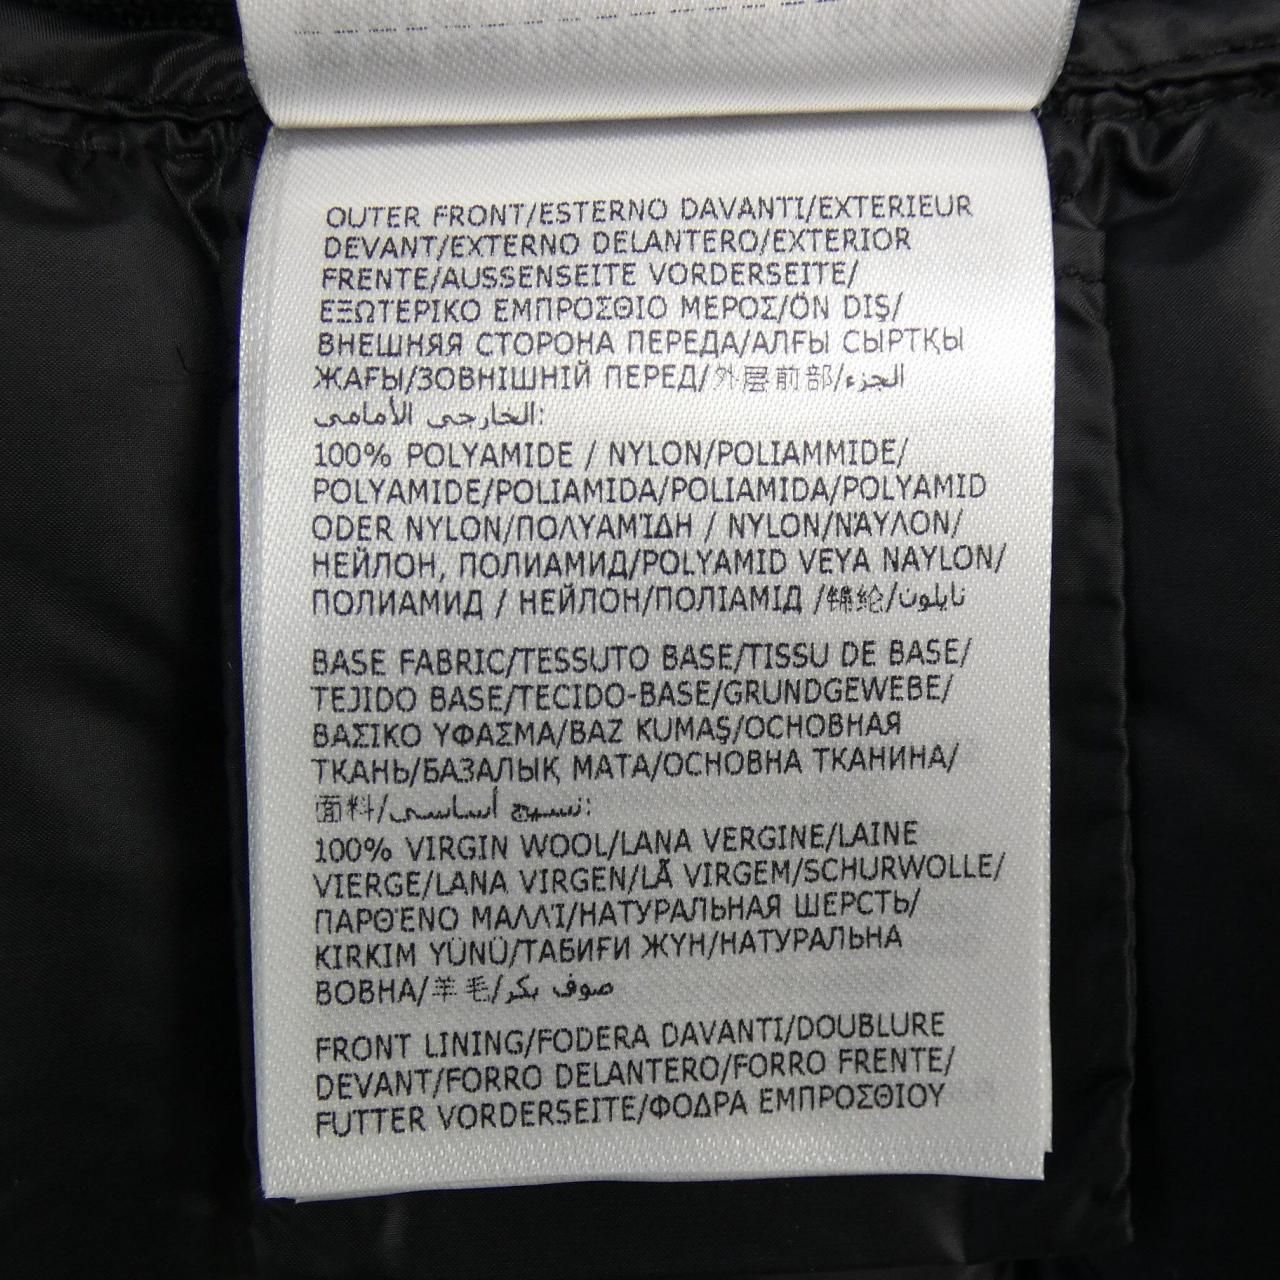 OUTER FRONT/ESTERNO DAVANTI/EXTERIEUR
DEVANT/EXTERNO DELANTERO/EXTERIOR
FRENTE/AUSSENSEITE VORDERSEITE/
ΕΞΩΤΕΡΙΚΟ ΕΜΠΡΟΣΘΙΟ ΜΕΡΟΣ/ÖN DIŞ/
ВНЕШНЯЯ СТОРОНА ПЕРЕДА/АЛҒЫ СЫРТҚЫ
ЖАҒЫ/ЗОВНІШНІЙ ПЕРЕД/外层前部/الجزء
الخارجي الأمامي:
100% POLYAMIDE / NYLON/POLIAMMIDE/
POLYAMIDE/POLIAMIDA/POLIAMIDA/POLYAMID
ODER NYLON/ΠΟΛΥΑΜΊΔΗ / NYLON/ΝΆΥΛΟΝ/
НЕЙЛОН, ПОЛИАМИД/POLYAMID VEYA NAYLON/
ПОЛИАМИД / НЕЙЛОН/ПОЛІАМІД /锦纶/نايلون
BASE FABRIC/TESSUTO BASE/TISSU DE BASE/
TEJIDO BASE/TECIDO-BASE/GRUNDGEWEBE/
ΒΑΣΙΚΟ ΥΦΑΣΜΑ/BAZ KUMAŞ/ОСНОВНАЯ
ТКАНЬ/БАЗАЛЫҚ МАТА/ОСНОВНА ТКАНИНА/
面料/نسيج أساسي:
100% VIRGIN WOOL/LANA VERGINE/LAINE
VIERGE/LANA VIRGEN/LÃ VIRGEM/SCHURWOLLE/
ΠΑΡΘΈΝΟ ΜΑΛΛΊ/НАТУРАЛЬНАЯ ШЕРСТЬ/
KIRKIM YÜNÜ/ТАБИҒИ ЖҮН/НАТУРАЛЬНА
ВОВНА/羊毛/صوف بكر
FRONT LINING/FODERA DAVANTI/DOUBLURE
DEVANT/FORRO DELANTERO/FORRO FRENTE/
FUTTER VORDERSEITE/ΦΟΔΡΑ ΕΜΠΡΟΣΘΙΟΥ